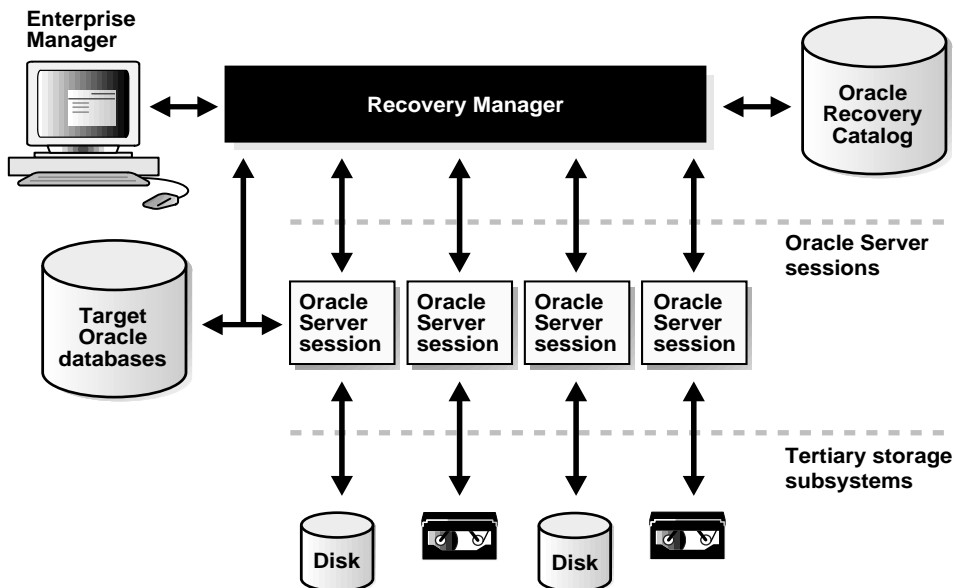 Enterprise
Manager
Recovery Manager
Oracle
Recovery
Catalog
Oracle Server
sessions
Target
Oracle
databases
Oracle
Server
session
Oracle
Server
session
Oracle
Server
session
Oracle
Server
session
Tertiary storage
subsystems
Disk
Disk